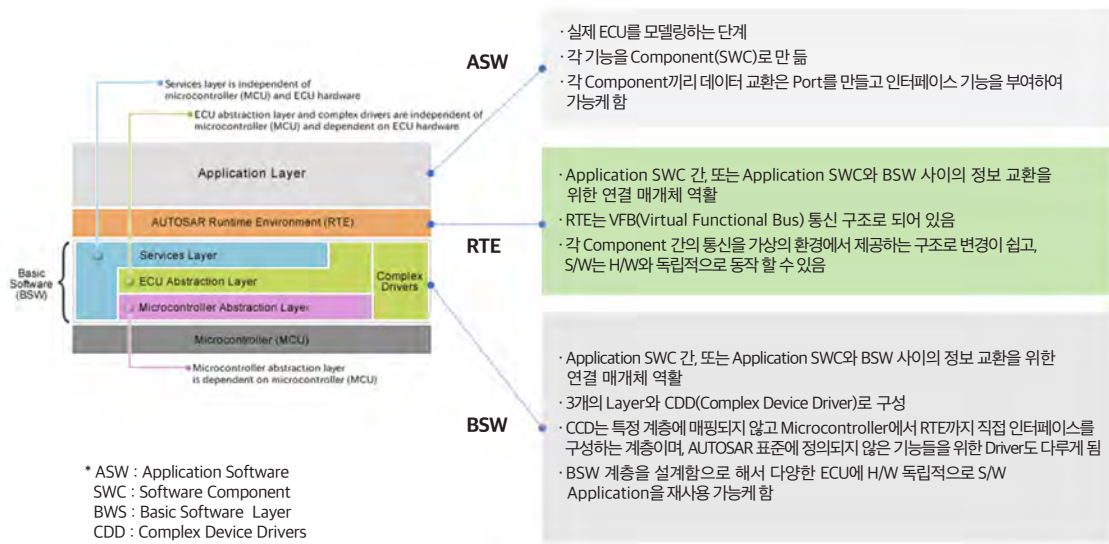 Services layer is independent of
microcontroller (MCU) and ECU hardware
ECU abstraction layer and complex drivers are independent of
microcontroller (MCU) and dependent on ECU hardware
Application Layer
AUTOSAR Runtime Environment (RTE)
Basic
Software
(BSW)
Services Layer
ECU Abstraction Layer
Complex
Drivers
Microcontroller Abstraction Layer
Microcontroller (MCU)
Microcontroller abstraction layer
is dependent on microcontroller (MCU)
* ASW : Application Software
SWC : Software Component
BWS : Basic Software Layer
CDD : Complex Device Drivers
ASW
· 실제 ECU를 모델링하는 단계
· 각 기능을 Component(SWC)로 만 듦
· 각 Component끼리 데이터 교환은 Port를 만들고 인터페이스 기능을 부여하여
가능케 함
RTE
· Application SWC 간, 또는 Application SWC와 BSW 사이의 정보 교환을
위한 연결 매개체 역활
· RTE는 VFB(Virtual Functional Bus) 통신 구조로 되어 있음
· 각 Component 간의 통신을 가상의 환경에서 제공하는 구조로 변경이 쉽고,
S/W는 H/W와 독립적으로 동작 할 수 있음
BSW
· Application SWC 간, 또는 Application SWC와 BSW 사이의 정보 교환을 위한
연결 매개체 역활
· 3개의 Layer와 CDD(Complex Device Driver)로 구성
· CCD는 특정 계층에 매핑되지 않고 Microcontroller에서 RTE까지 직접 인터페이스를
구성하는 계층이며, AUTOSAR 표준에 정의되지 않은 기능들을 위한 Driver도 다루게 됨
· BSW 계층을 설계함으로 해서 다양한 ECU에 H/W 독립적으로 S/W
Application을 재사용 가능케 함